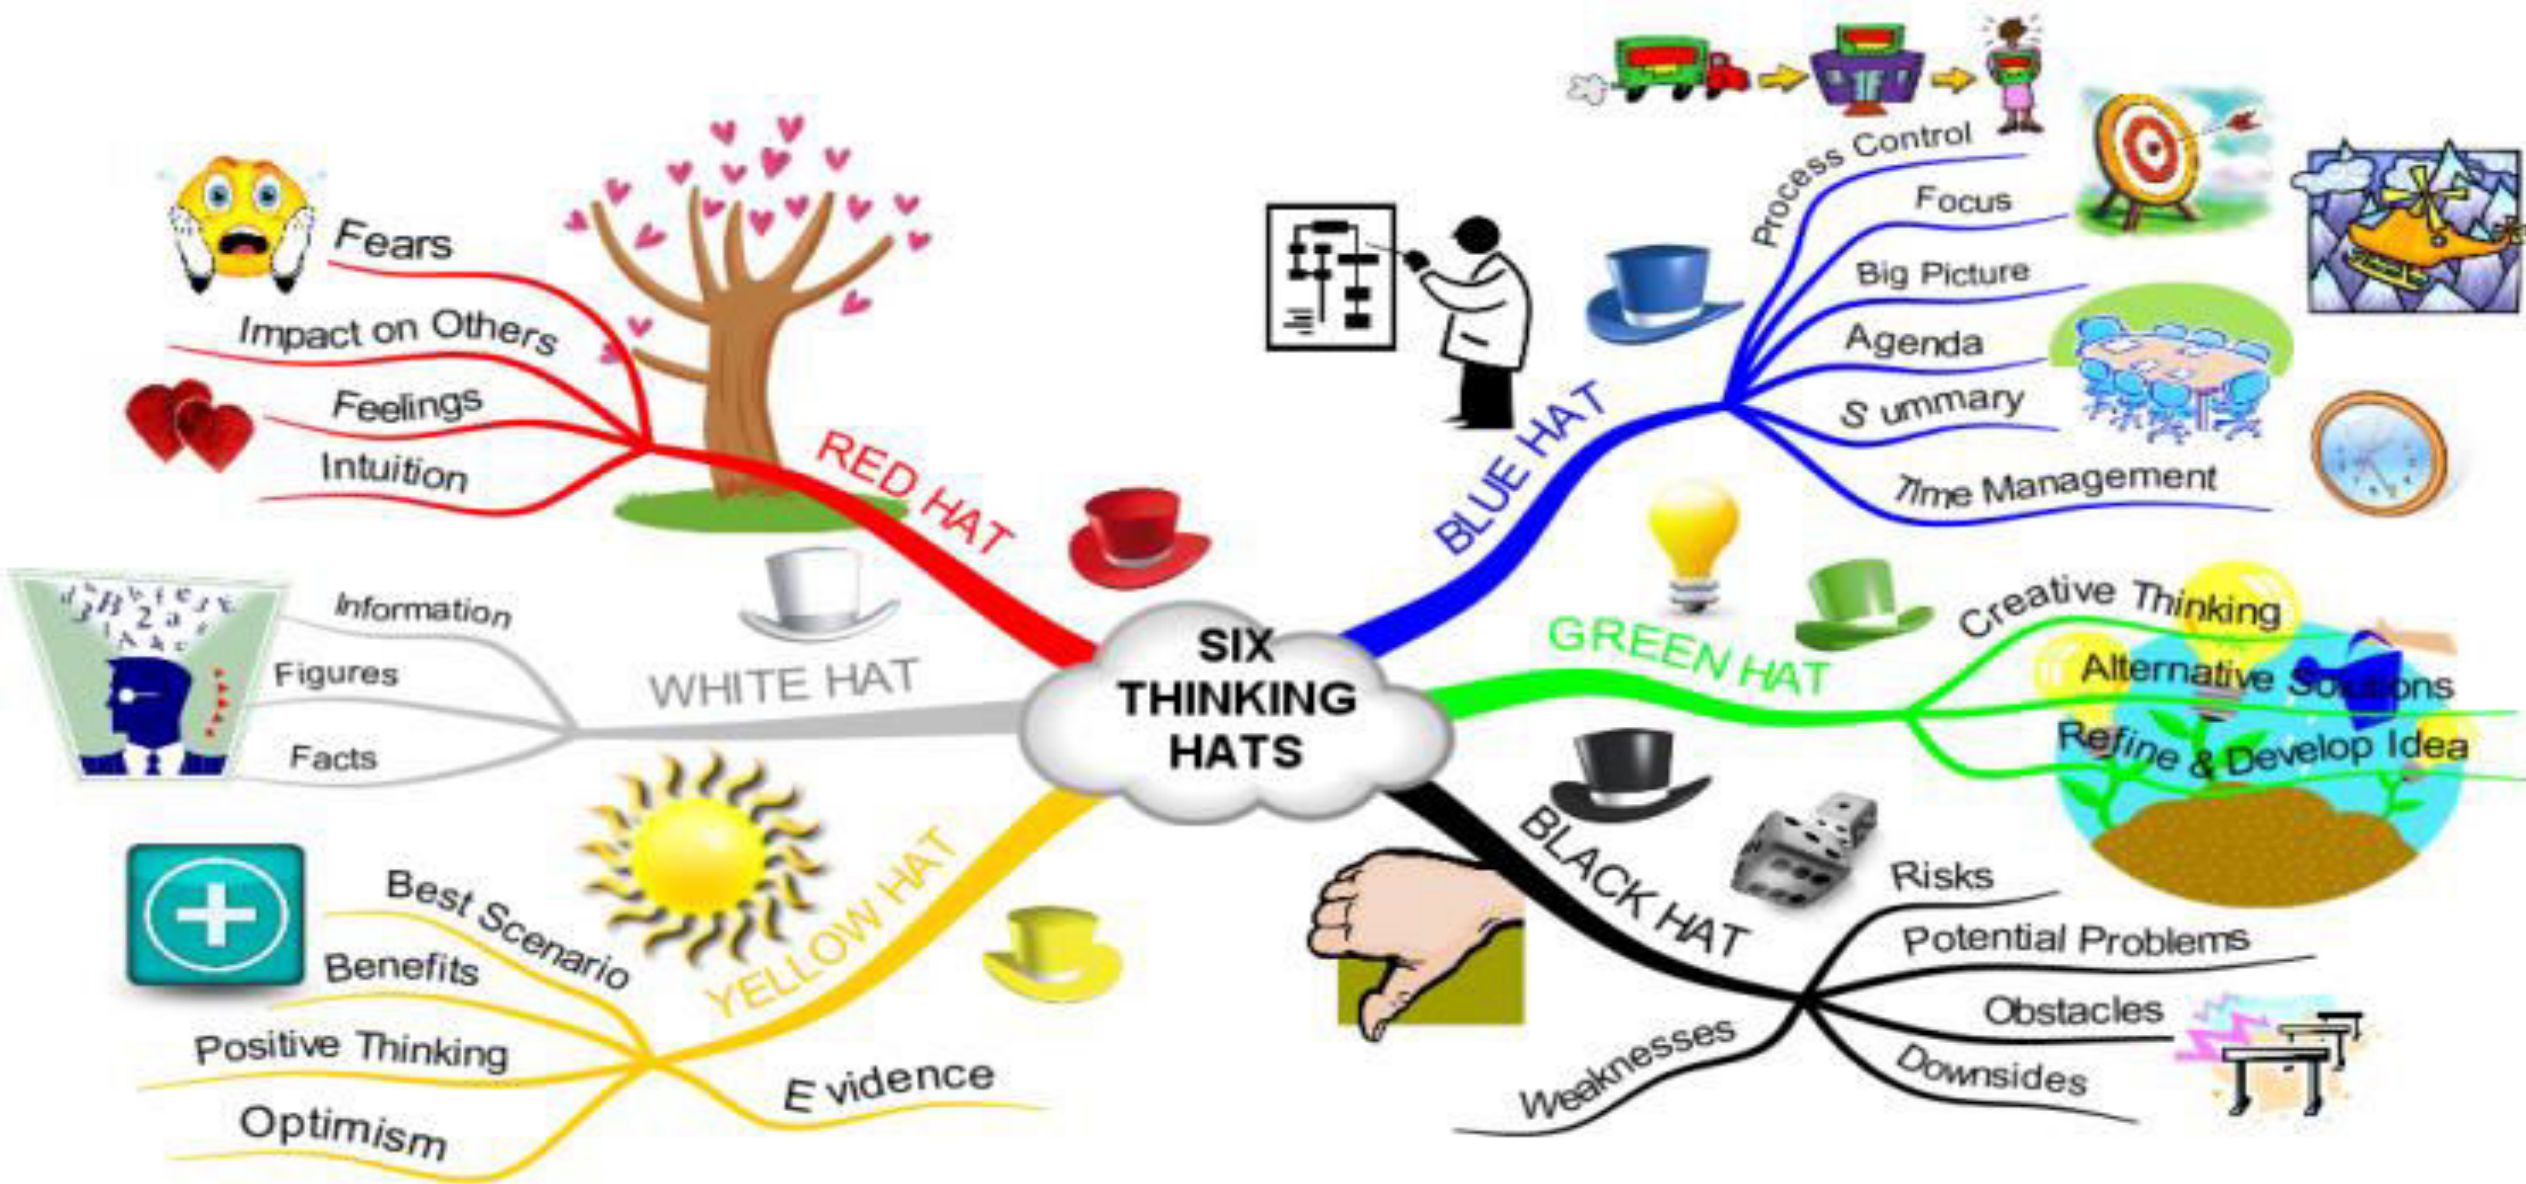 SIX
THINKING
HATS
RED HAT
Fears
Impact on Others
Feelings
Intuition
WHITE HAT
Information
Figures
Facts
YELLOW HAT
Best Scenario
Benefits
Positive Thinking
Optimism
Evidence
BLUE HAT
Process Control
Focus
Big Picture
Agenda
Summary
Time Management
GREEN HAT
Creative Thinking
Alternative Solutions
Refine & Develop Idea
BLACK HAT
Risks
Potential Problems
Obstacles
Downsides
Weaknesses